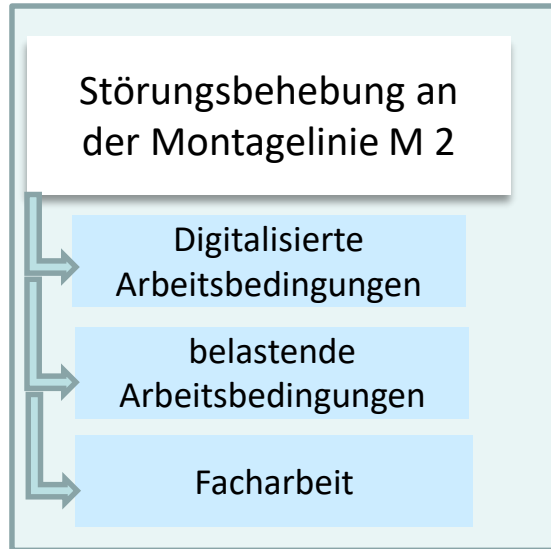 Störungsbehebung an
der Montagelinie M 2
Digitalisierte
Arbeitsbedingungen
belastende
Arbeitsbedingungen
Facharbeit